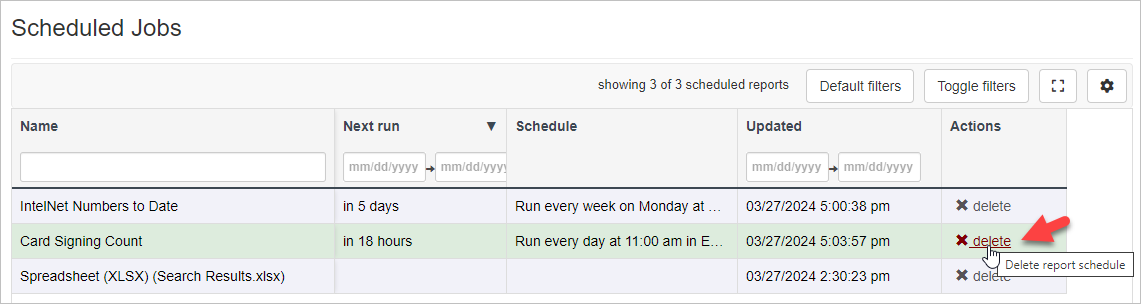 Scheduled Jobs
showing 3 of 3 scheduled reports Default filters Toggle filters
Name Next run ▼ Schedule Updated Actions
mm/dd/yyyy → mm/dd/yyyy mm/dd/yyyy → mm/dd/yyyy
IntelNet Numbers to Date in 5 days Run every week on Monday at ... 03/27/2024 5:00:38 pm ✖ delete
Card Signing Count in 18 hours Run every day at 11:00 am in E... 03/27/2024 5:03:57 pm ✖ delete
Delete report schedule
Spreadsheet (XLSX) (Search Results.xlsx) 03/27/2024 2:30:23 pm ✖ delete